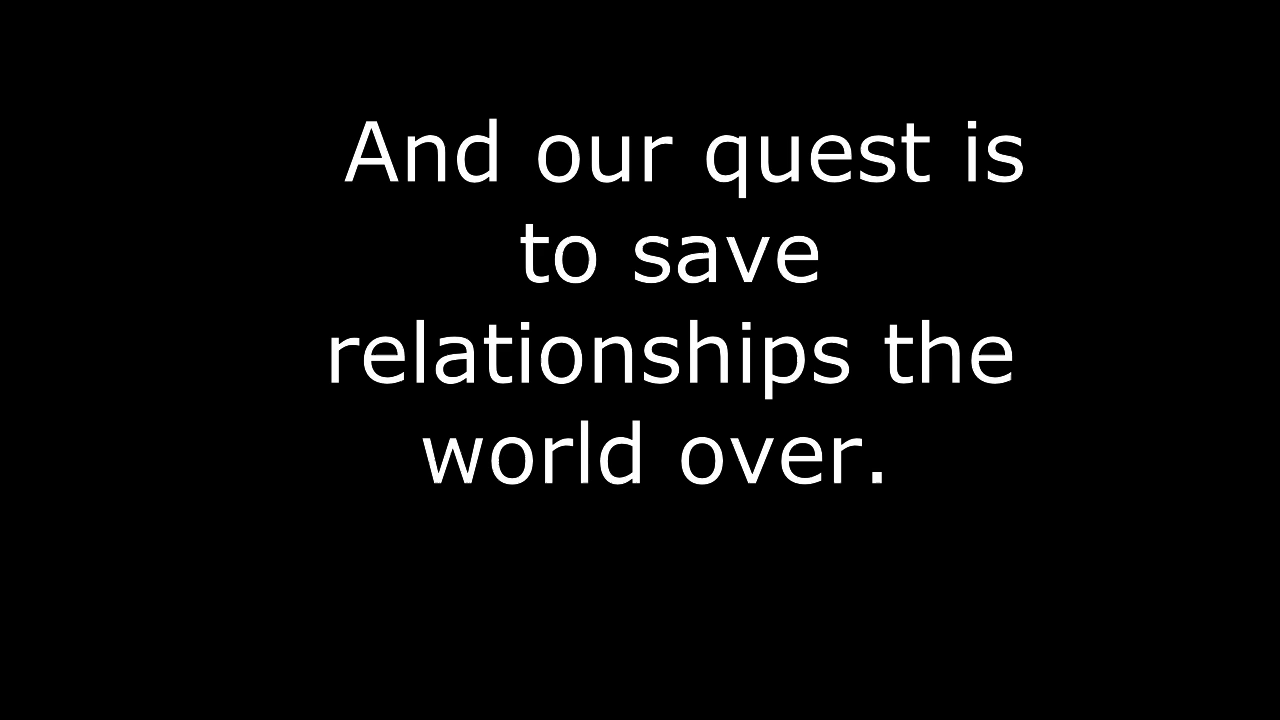 And our quest is
to save
relationships the
world over.